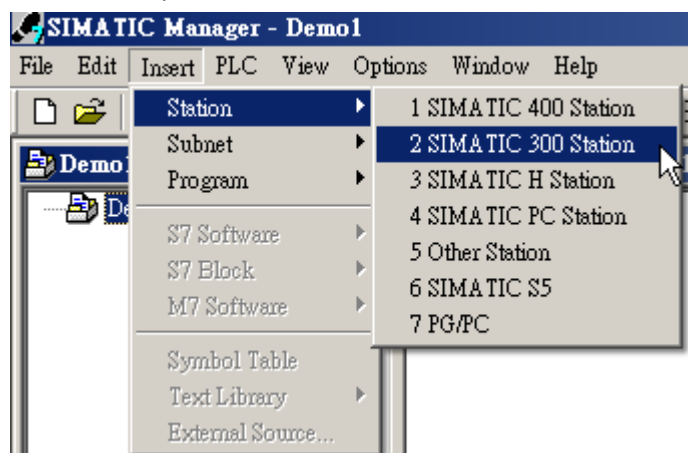 SIMATIC Manager - Demo1
File Edit Insert PLC View Options Window Help
Station
Subnet
Program
S7 Software
S7 Block
M7 Software
Symbol Table
Text Library
External Source...
1 SIMATIC 400 Station
2 SIMATIC 300 Station
3 SIMATIC H Station
4 SIMATIC PC Station
5 Other Station
6 SIMATIC S5
7 PG/PC
Demo
De